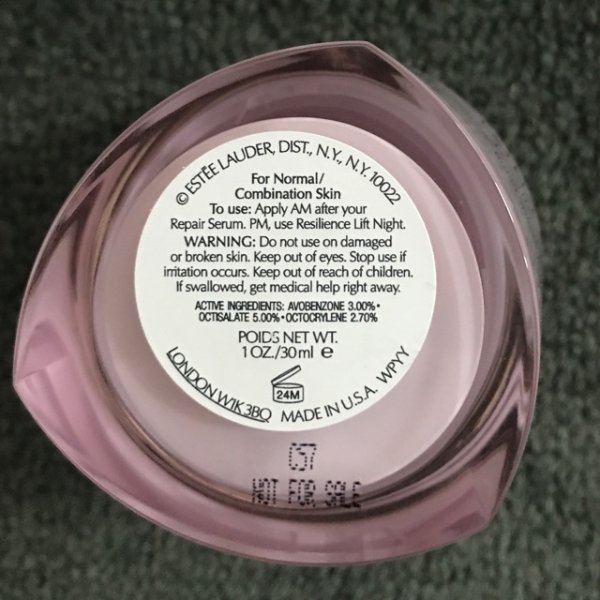 © ESTĒE LAUDER, DIST., N.Y., N.Y. 10022
For Normal/
Combination Skin
To use: Apply AM after your
Repair Serum. PM, use Resilience Lift Night.
WARNING: Do not use on damaged
or broken skin. Keep out of eyes. Stop use if
irritation occurs. Keep out of reach of children.
If swallowed, get medical help right away.
ACTIVE INGREDIENTS: AVOBENZONE 3.00% •
OCTISALATE 5.00% • OCTOCRYLENE 2.70%
POIDS NET WT.
1 OZ./30ml e
24M
LONDON W1K 3BQ MADE IN U.S.A. WPYY
C57
NOT FOR SALE